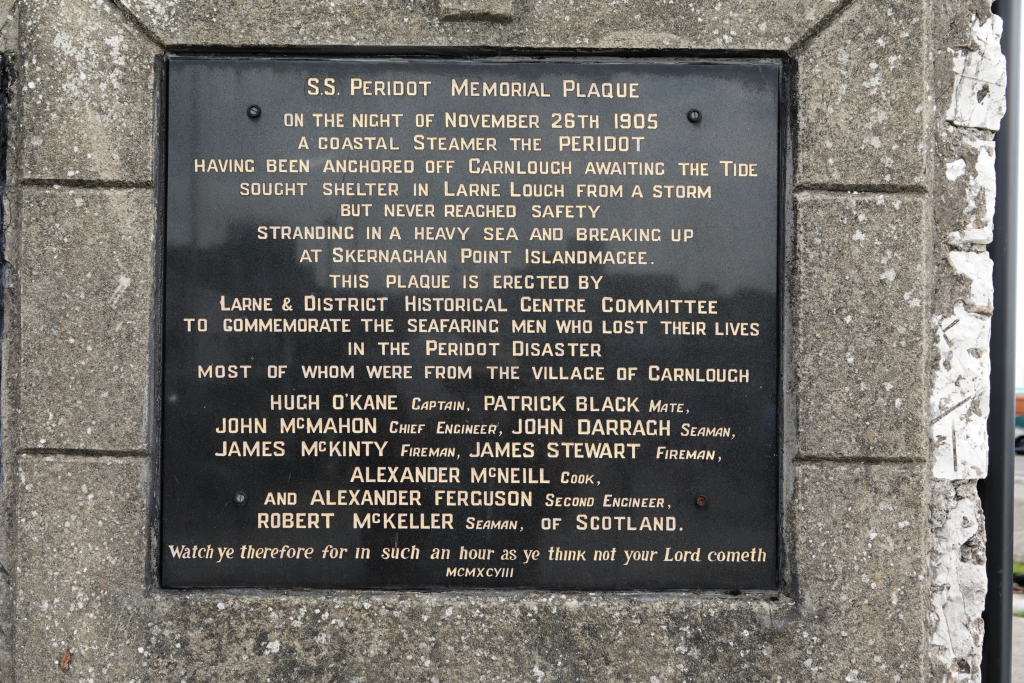 S.S. PERIDOT MEMORIAL PLAQUE
ON THE NIGHT OF NOVEMBER 26TH 1905
A COASTAL STEAMER THE PERIDOT
HAVING BEEN ANCHORED OFF CARNLOUGH AWAITING THE TIDE
SOUGHT SHELTER IN LARNE LOUGH FROM A STORM
BUT NEVER REACHED SAFETY
STRANDING IN A HEAVY SEA AND BREAKING UP
AT SKERNAGHAN POINT ISLANDMAGEE.
THIS PLAQUE IS ERECTED BY
LARNE & DISTRICT HISTORICAL CENTRE COMMITTEE
TO COMMEMORATE THE SEAFARING MEN WHO LOST THEIR LIVES
IN THE PERIDOT DISASTER
MOST OF WHOM WERE FROM THE VILLAGE OF CARNLOUGH
HUGH O'KANE CAPTAIN, PATRICK BLACK MATE,
JOHN McMAHON CHIEF ENGINEER, JOHN DARRAGH SEAMAN,
JAMES McKINTY FIREMAN, JAMES STEWART FIREMAN,
ALEXANDER McNEILL COOK,
AND ALEXANDER FERGUSON SECOND ENGINEER,
ROBERT McKELLER SEAMAN, OF SCOTLAND.
Watch ye therefore for in such an hour as ye think not your Lord cometh
MCMXCVIII